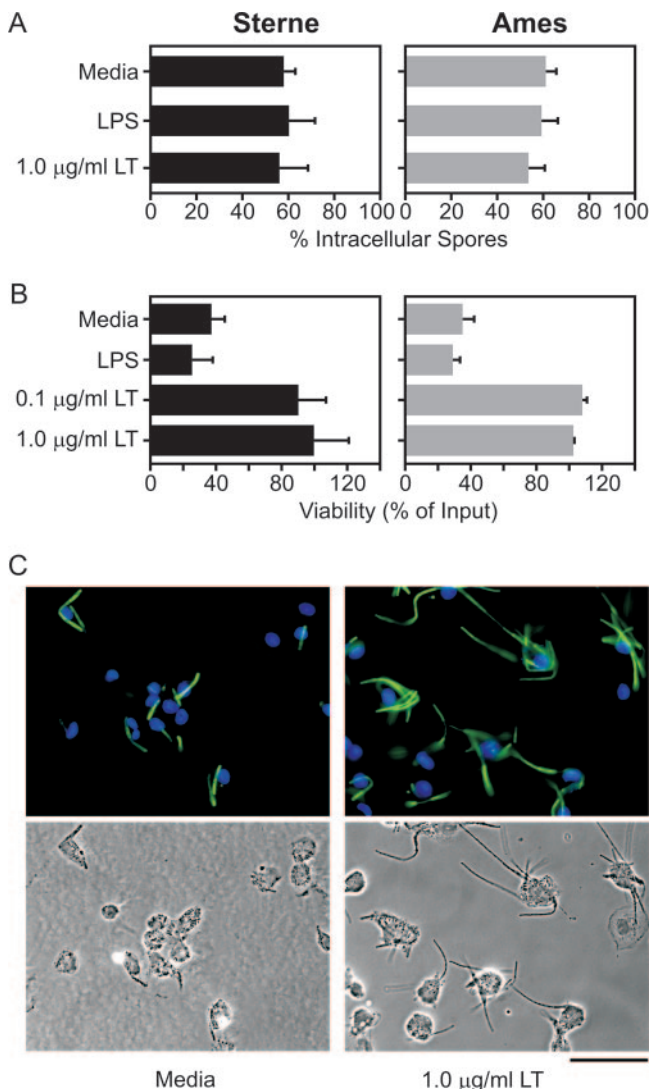 A
Sterne
Ames
Media
LPS
1.0 μg/ml LT
0 20 40 60 80 100
0 20 40 60 80 100
% Intracellular Spores
B
Media
LPS
0.1 μg/ml LT
1.0 μg/ml LT
0 40 80 120
0 40 80 120
Viability (% of Input)
C
Media
1.0 μg/ml LT